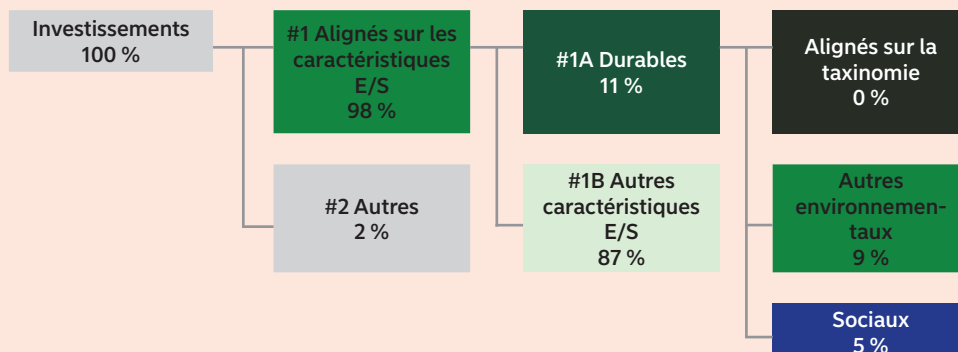 Investissements
100 %
#1 Alignés sur les
caractéristiques
E/S
98 %
#1A Durables
11 %
Alignés sur la
taxinomie
0 %
#2 Autres
2 %
#1B Autres
caractéristiques
E/S
87 %
Autres
environnemen-
taux
9 %
Sociaux
5 %